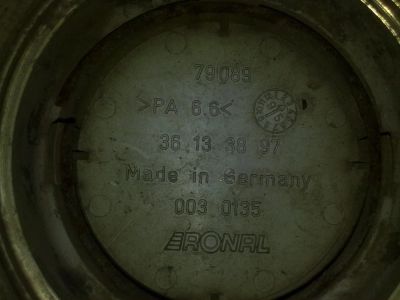 79089
>PA 6.6<
36 13 38 97
Made in Germany
003 0135
RONAL